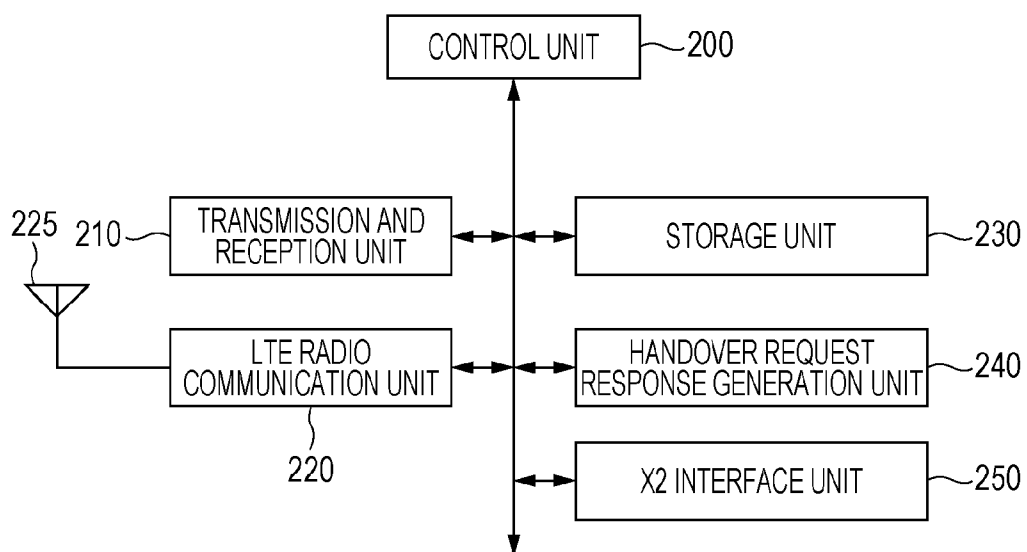 CONTROL UNIT
200
225
210
TRANSMISSION AND
RECEPTION UNIT
STORAGE UNIT
230
LTE RADIO
COMMUNICATION UNIT
220
HANDOVER REQUEST
RESPONSE GENERATION UNIT
240
X2 INTERFACE UNIT
250